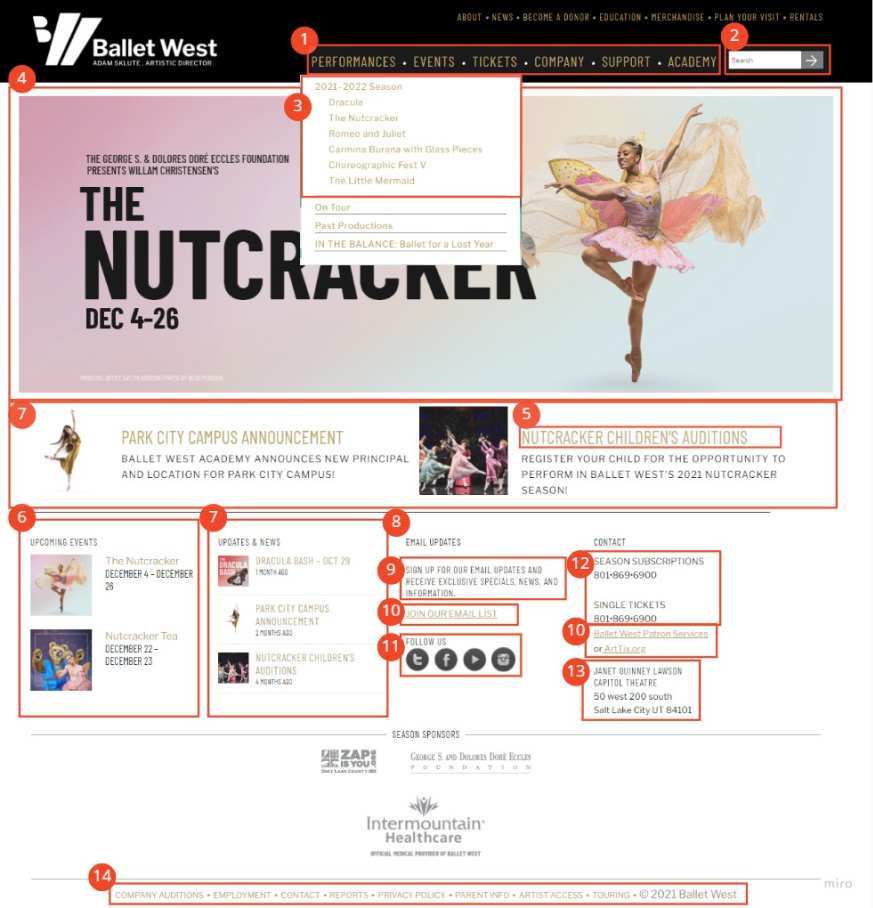 ABOUT • NEWS • BECOME A DONOR • EDUCATION • MERCHANDISE • PLAN YOUR VISIT • RENTALS
Ballet West
ADAM SKLUTE . ARTISTIC DIRECTOR
1
PERFORMANCES • EVENTS • TICKETS • COMPANY • SUPPORT • ACADEMY
2
Search
4
3
2021-2022 Season
Dracula
The Nutcracker
Romeo and Juliet
Carmina Burana with Glass Pieces
Choreographic Fest V
The Little Mermaid
On Tour
Past Productions
IN THE BALANCE: Ballet for a Lost Year
THE GEORGE S. & DOLORES DORÉ ECCLES FOUNDATION
PRESENTS WILLAM CHRISTENSEN'S
THE
NUTCRACKER
DEC 4-26
7
PARK CITY CAMPUS ANNOUNCEMENT
BALLET WEST ACADEMY ANNOUNCES NEW PRINCIPAL
AND LOCATION FOR PARK CITY CAMPUS!
5
NUTCRACKER CHILDREN'S AUDITIONS
REGISTER YOUR CHILD FOR THE OPPORTUNITY TO
PERFORM IN BALLET WEST'S 2021 NUTCRACKER
SEASON!
6
UPCOMING EVENTS
The Nutcracker
DECEMBER 4 – DECEMBER
26
Nutcracker Tea
DECEMBER 22 –
DECEMBER 23
7
UPDATES & NEWS
DRACULA BASH
DRACULA BASH – OCT 29
1 MONTH AGO
PARK CITY CAMPUS
ANNOUNCEMENT
2 MONTHS AGO
NUTCRACKER CHILDREN'S
AUDITIONS
4 MONTHS AGO
8
EMAIL UPDATES
9
SIGN UP FOR OUR EMAIL UPDATES AND
RECEIVE EXCLUSIVE SPECIALS, NEWS, AND
INFORMATION.
10
JOIN OUR EMAIL LIST
11
FOLLOW US
CONTACT
12
SEASON SUBSCRIPTIONS
801•869•6900
SINGLE TICKETS
801•869•6900
10
Ballet West Patron Services
or ArtTix.org
13
JANET QUINNEY LAWSON
CAPITOL THEATRE
50 west 200 south
Salt Lake City UT 84101
SEASON SPONSORS
ZAP
IS YOU
.ORG
SALT LAKE COUNTY
GEORGE S. AND DOLORES DORÉ ECCLES
FOUNDATION
Intermountain
Healthcare
OFFICIAL MEDICAL PROVIDER OF BALLET WEST
14
COMPANY AUDITIONS • EMPLOYMENT • CONTACT • REPORTS • PRIVACY POLICY • PARENT INFO • ARTIST ACCESS • TOURING • © 2021 Ballet West
miro